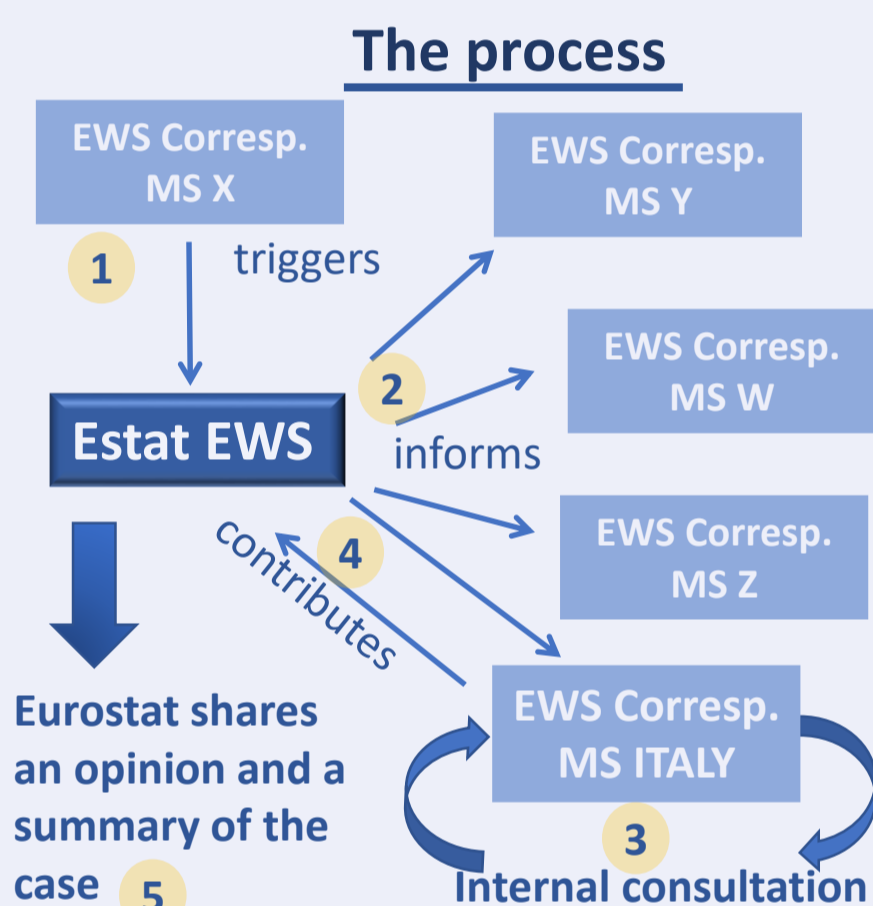 The process
EWS Corresp.
MS X
EWS Corresp.
MS Y
1
triggers
EWS Corresp.
MS W
2
Estat EWS
informs
EWS Corresp.
MS Z
4
contributes
EWS Corresp.
MS ITALY
3
Internal consultation
Eurostat shares
an opinion and a
summary of the
case
5